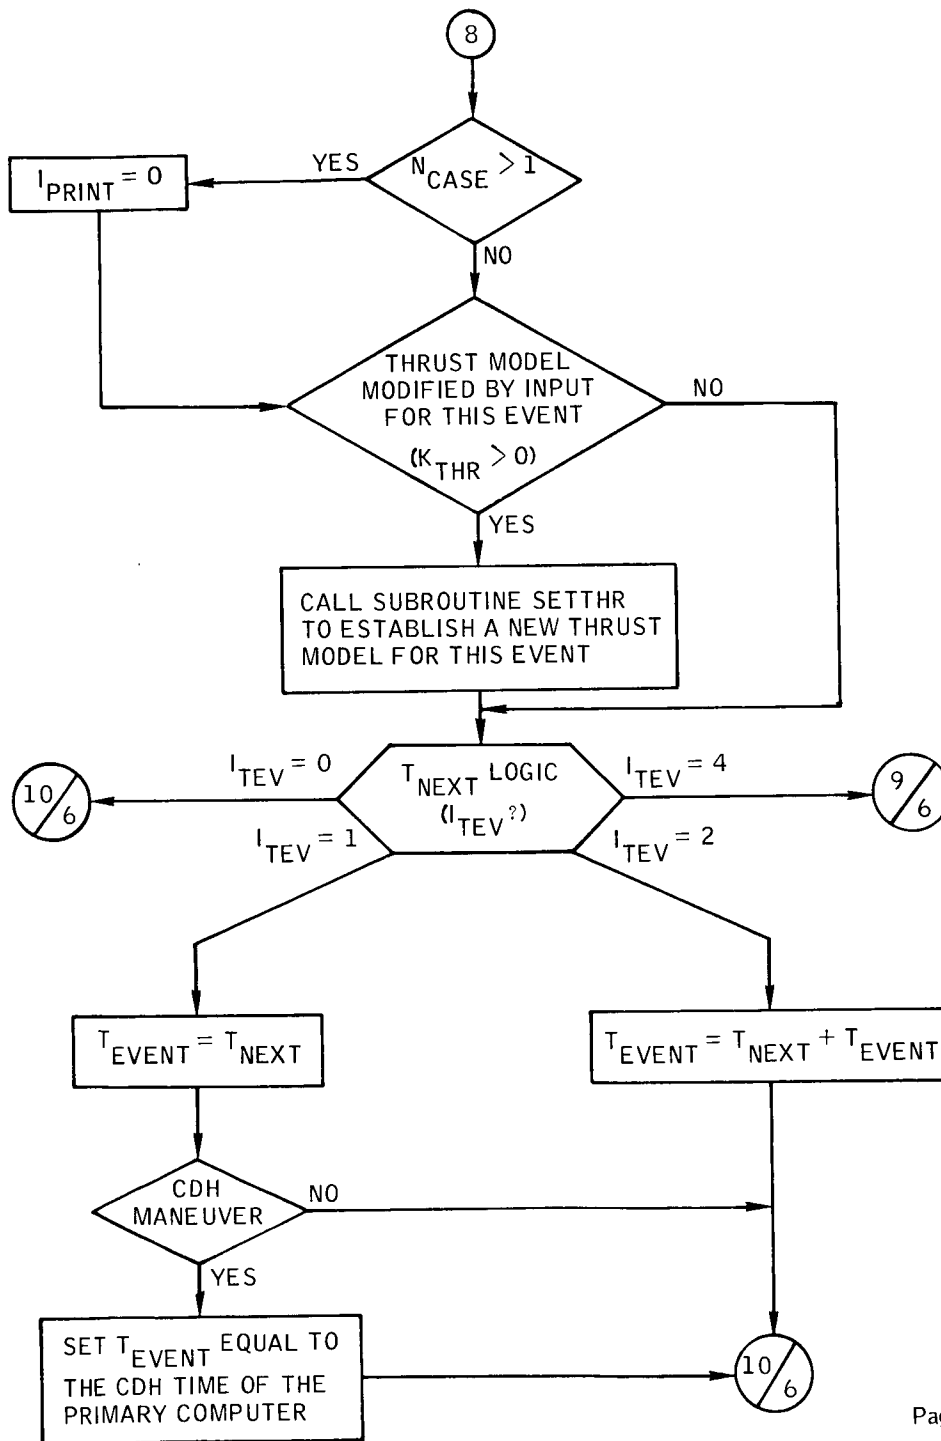 8
N_CASE > 1
YES
I_PRINT = 0
NO
THRUST MODEL
MODIFIED BY INPUT
FOR THIS EVENT
(K_THR > 0)
NO
YES
CALL SUBROUTINE SETTHR
TO ESTABLISH A NEW THRUST
MODEL FOR THIS EVENT
I_TEV = 0
T_NEXT LOGIC
(I_TEV ?)
I_TEV = 4
10/6
9/6
I_TEV = 1
I_TEV = 2
T_EVENT = T_NEXT
T_EVENT = T_NEXT + T_EVENT
CDH
MANEUVER
NO
YES
SET T_EVENT EQUAL TO
THE CDH TIME OF THE
PRIMARY COMPUTER
10/6